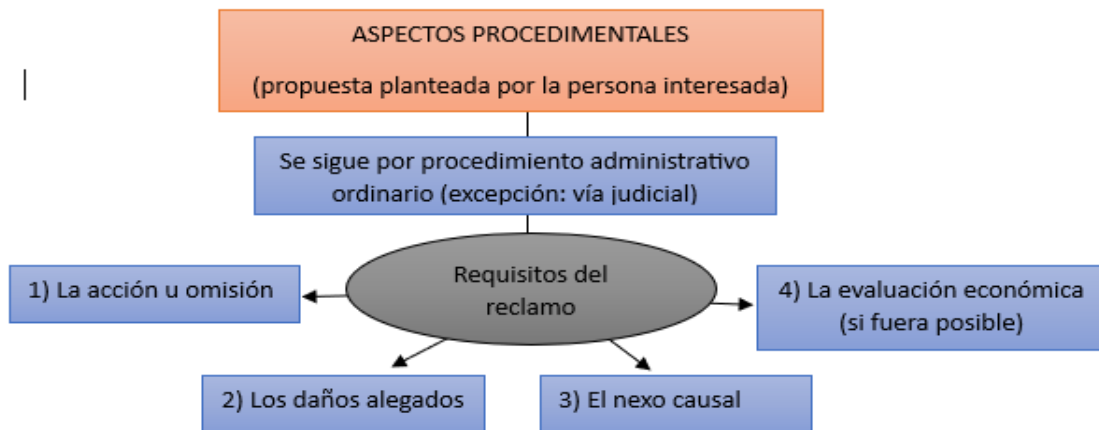 ASPECTOS PROCEDIMENTALES
(propuesta planteada por la persona interesada)
Se sigue por procedimiento administrativo
ordinario (excepción: vía judicial)
Requisitos del
reclamo
1) La acción u omisión
4) La evaluación económica
(si fuera posible)
2) Los daños alegados
3) El nexo causal